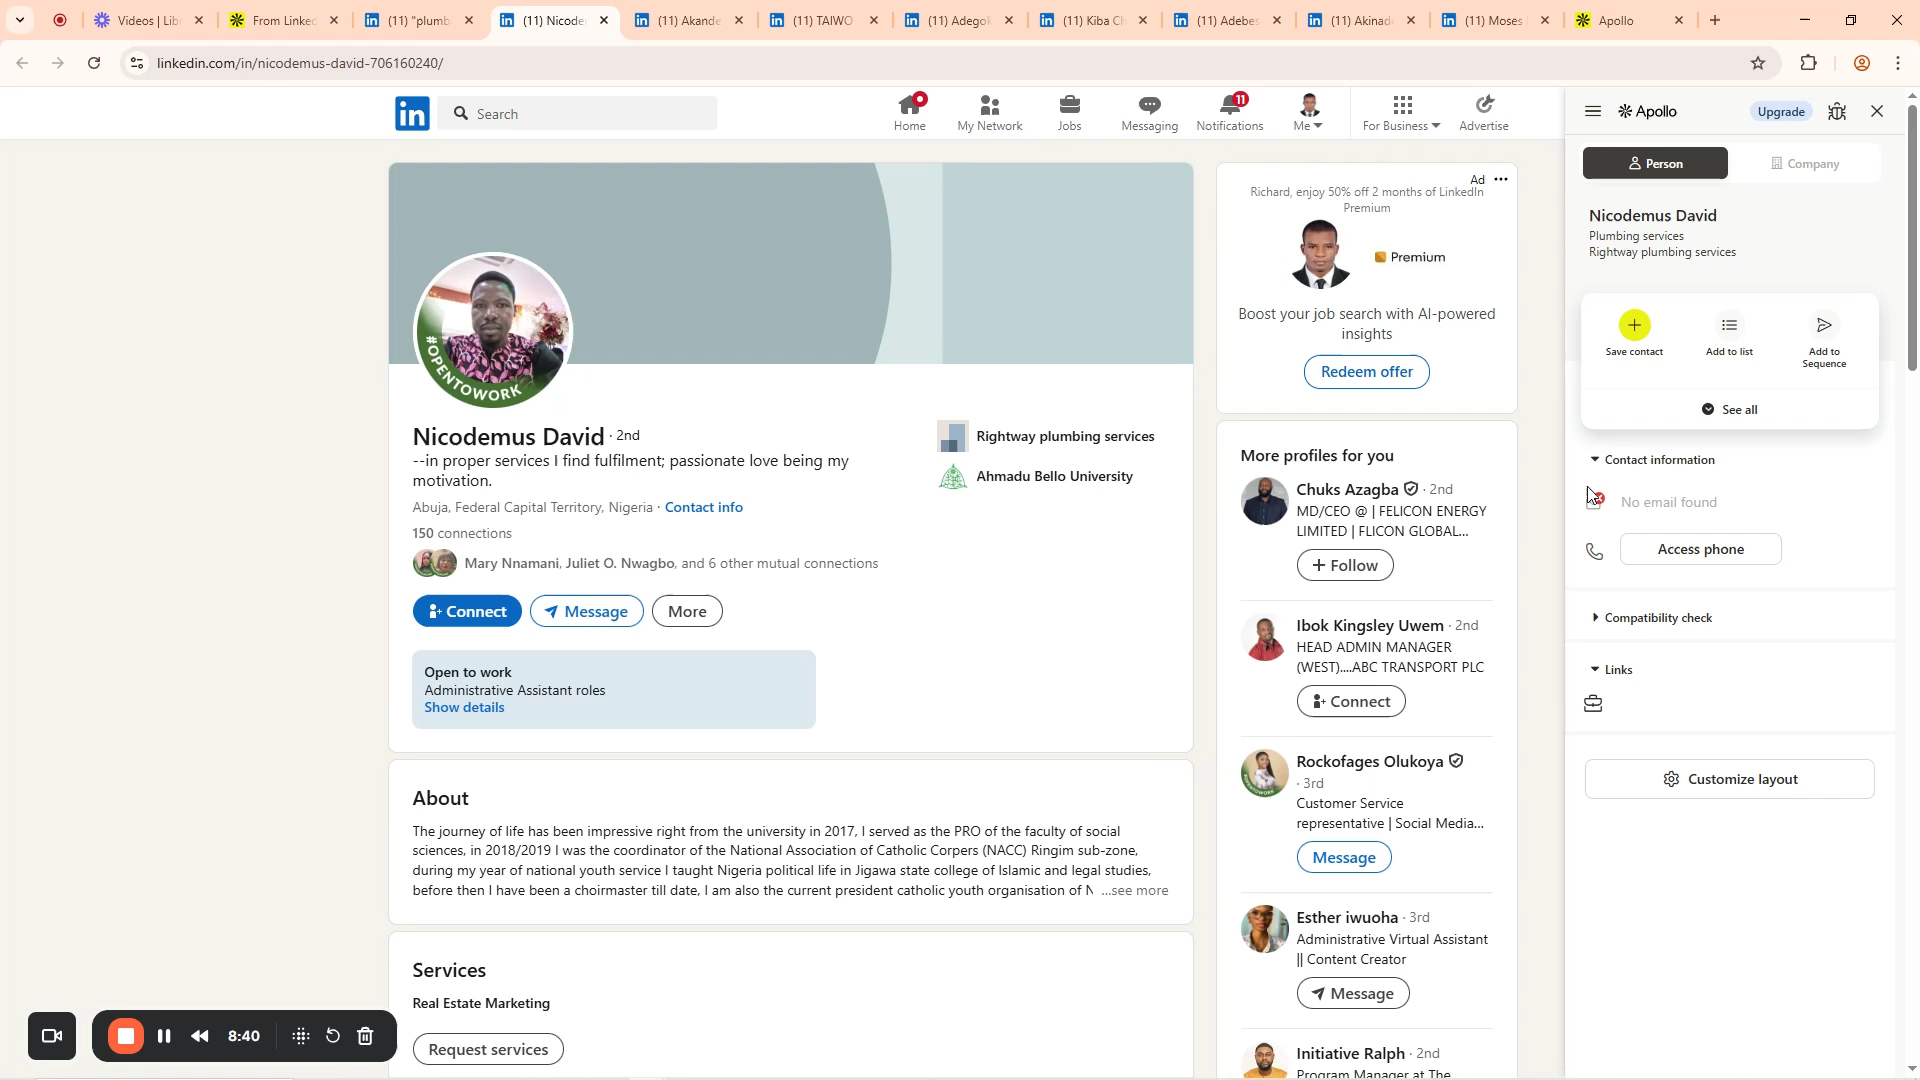 Videos | Lib
From Linked
(11) "plumb
(11) Nicode
(11) Akande
(11) TAIWO
(11) Adegok
(11) Kiba Ch
(11) Adebes
(11) Akinad
(11) Moses
Apollo
linkedin.com/in/nicodemus-david-706160240/
in
Search
Home
My Network
Jobs
Messaging
11
Notifications
Me
For Business
Advertise
#OPENTOWORK
Nicodemus David · 2nd
--in proper services I find fulfilment; passionate love being my
motivation.
Abuja, Federal Capital Territory, Nigeria · Contact info
150 connections
Mary Nnamani, Juliet O. Nwagbo, and 6 other mutual connections
Connect
Message
More
Rightway plumbing services
Ahmadu Bello University
Open to work
Administrative Assistant roles
Show details
About
The journey of life has been impressive right from the university in 2017, I served as the PRO of the faculty of social
sciences, in 2018/2019 I was the coordinator of the National Association of Catholic Corpers (NACC) Ringim sub-zone,
during my year of national youth service I taught Nigeria political life in Jigawa state college of Islamic and legal studies,
before then I have been a choirmaster till date, I am also the current president catholic youth organisation of N ...see more
Services
Real Estate Marketing
Request services
8:40
Ad
Richard, enjoy 50% off 2 months of LinkedIn
Premium
Premium
Boost your job search with AI-powered
insights
Redeem offer
More profiles for you
Chuks Azagba · 2nd
MD/CEO @ | FELICON ENERGY
LIMITED | FLICON GLOBAL...
+ Follow
Ibok Kingsley Uwem · 2nd
HEAD ADMIN MANAGER
(WEST)....ABC TRANSPORT PLC
Connect
Rockofages Olukoya
· 3rd
Customer Service
representative | Social Media...
Message
Esther iwuoha · 3rd
Administrative Virtual Assistant
|| Content Creator
Message
Initiative Ralph · 2nd
Program Manager at The
Apollo
Upgrade
Person
Company
Nicodemus David
Plumbing services
Rightway plumbing services
Save contact
Add to list
Add to
Sequence
See all
Contact information
No email found
Access phone
Compatibility check
Links
Customize layout